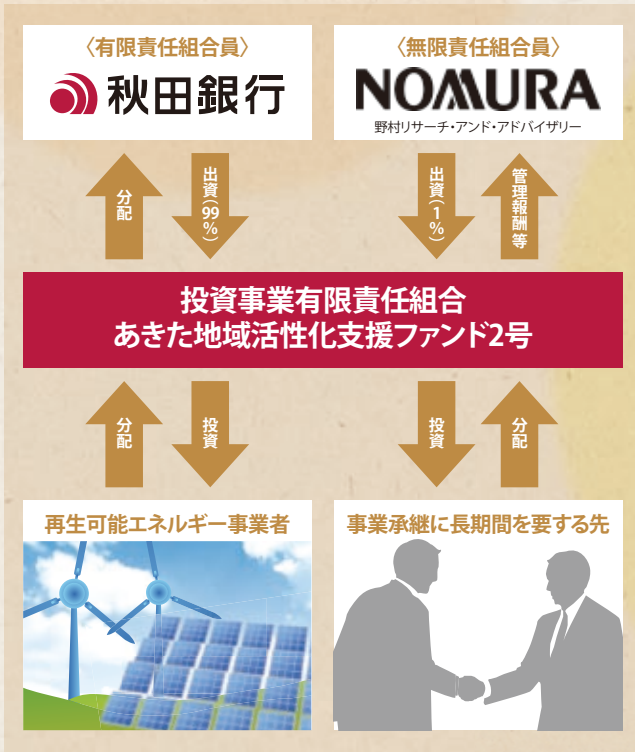 〈有限責任組合員〉
秋田銀行
〈無限責任組合員〉
NOMURA
野村リサーチ・アンド・アドバイザリー
分配
出資(99%)
出資(1%)
管理報酬等
投資事業有限責任組合
あきた地域活性化支援ファンド2号
分配
投資
投資
分配
再生可能エネルギー事業者
事業承継に長期間を要する先